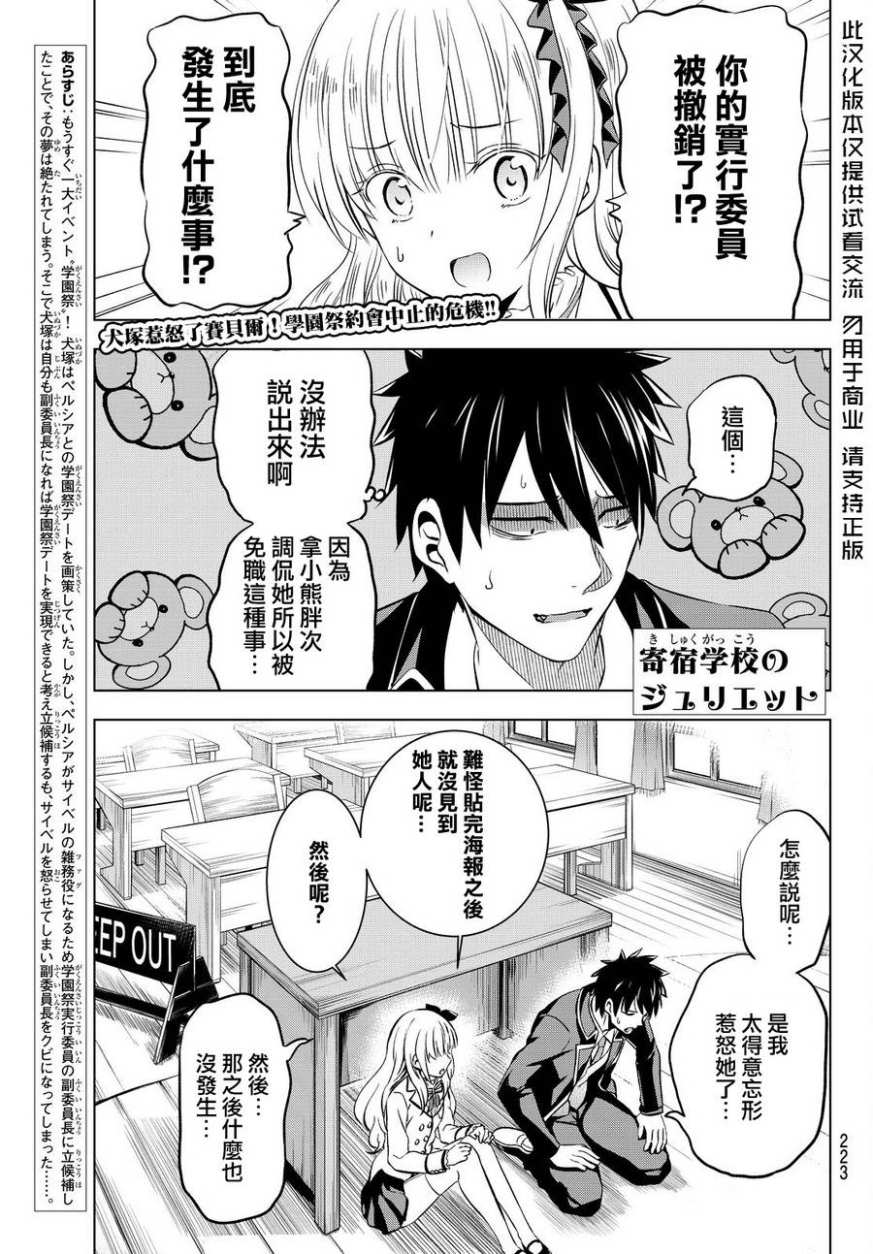 此汉化版本仅提供试看交流 勿用于商业 请支持正版
你的實行委員
被撤銷了!?
到底
發生了什麼事!?
犬塚惹怒了賽貝爾！學園祭約會中止的危機!!
這個…
沒辦法
說出來啊
因為
拿小熊胖次
調侃她所以被
免職這種事…
寄宿学校の
きしゅくがっこう
ジュリエット
怎麼說呢…
是我
太得意忘形
惹怒她了…
難怪貼完海報之後
就沒見到
她人呢…
然後呢?
然後…
那之後什麼也
沒發生…
EEP OUT
あらすじ：もうすぐ一大イベント〝学園祭〟！ 犬塚はペルシアとの学園祭デートを画策していた。しかし、ペルシアがサイベルの雑務役になるため学園祭実行委員の副委員長に立候補し
たことで、その夢は絶たれてしまう。そこで犬塚は自分も副委員長になれば学園祭デートを実現できると考え立候補するも、サイベルを怒らせてしまい副委員長をクビになってしまった……。
223